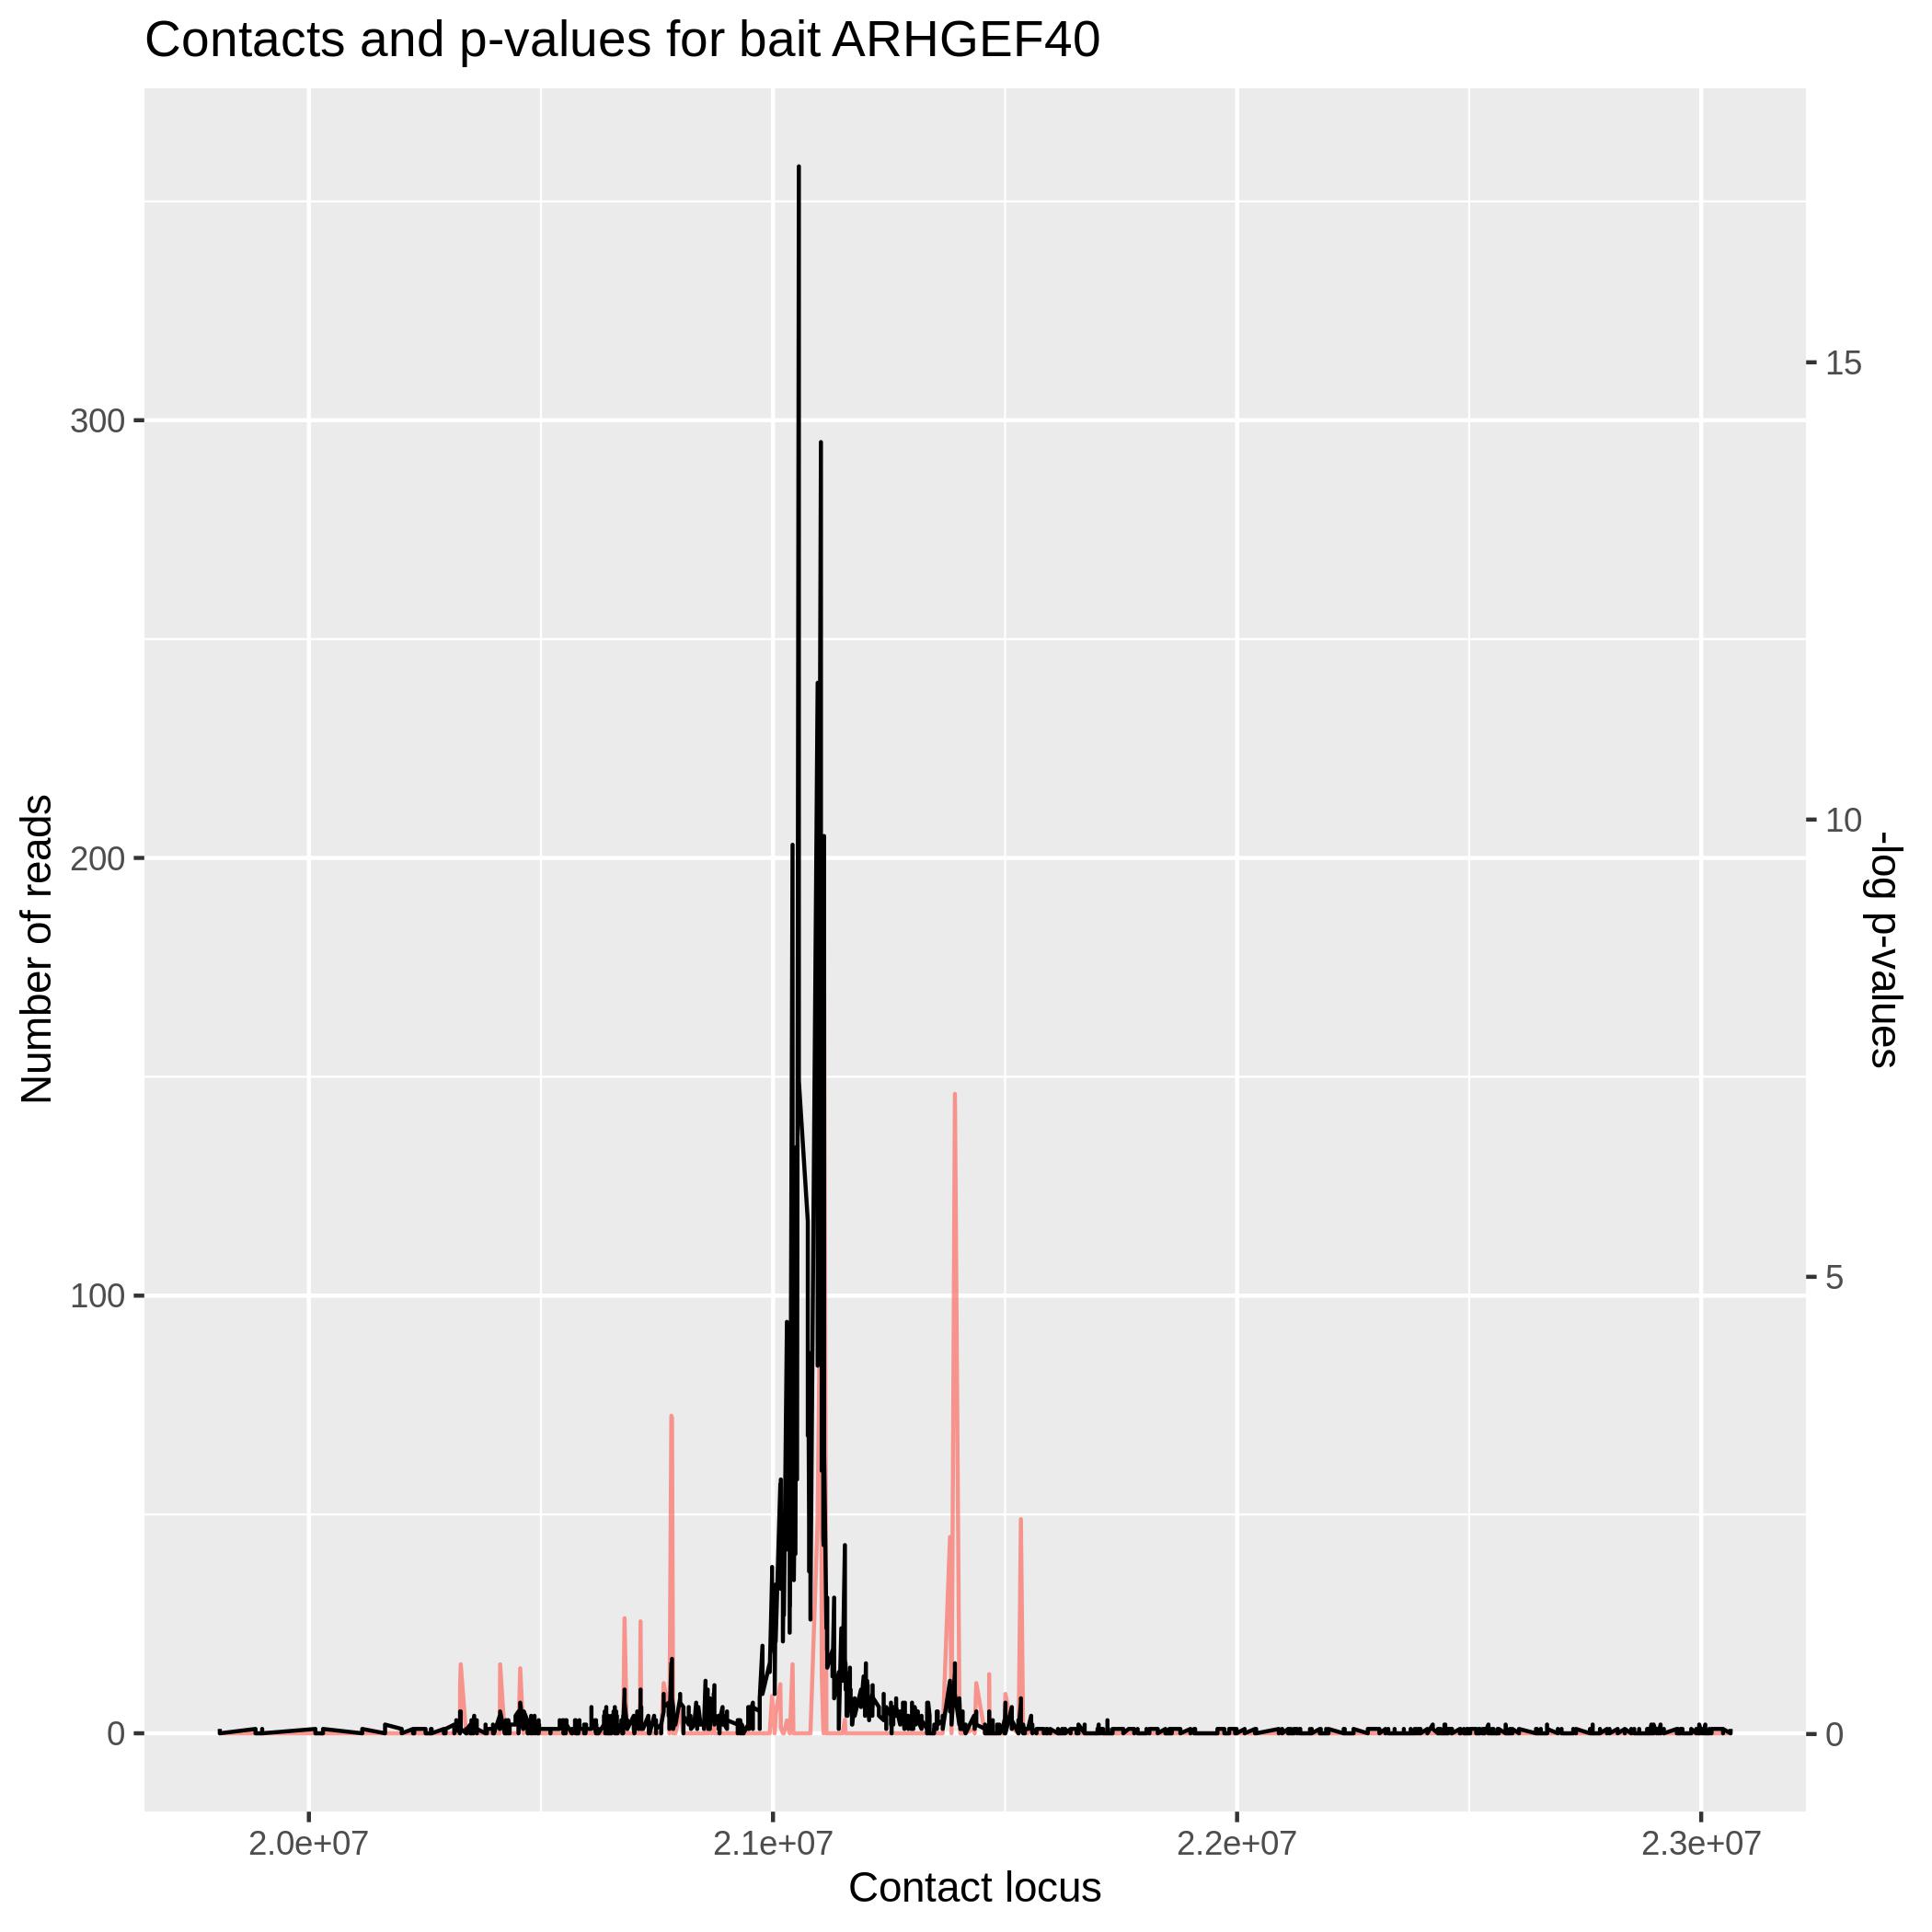 Contacts and p-values for bait ARHGEF40
300
200
100
0
Number of reads
15
10
5
0
-log p-values
2.0e+07
2.1e+07
2.2e+07
2.3e+07
Contact locus